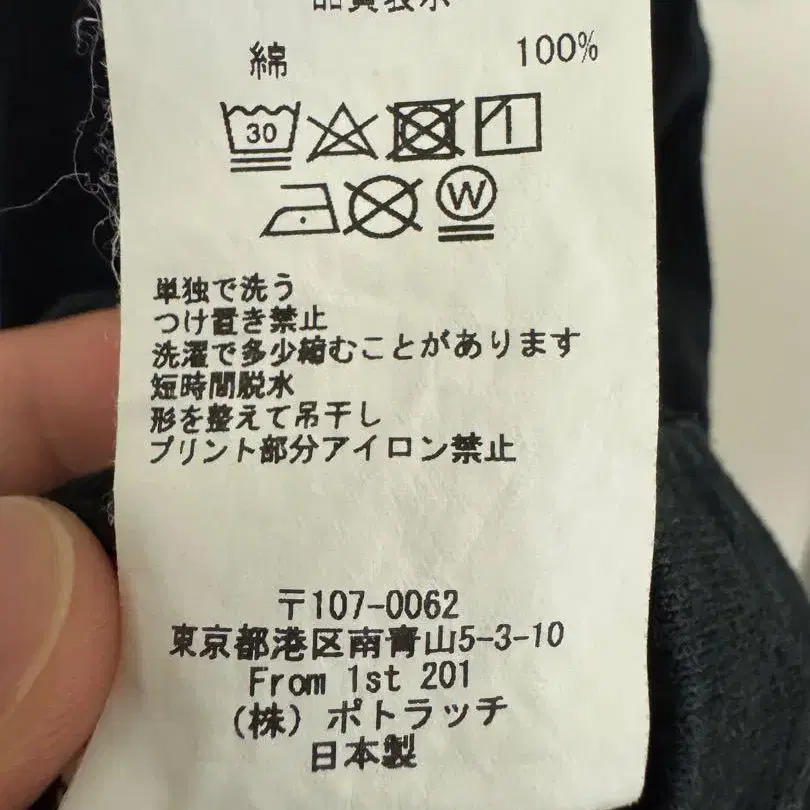 品質表示
綿 100%
30
W
単独で洗う
つけ置き禁止
洗濯で多少縮むことがあります
短時間脱水
形を整えて吊干し
プリント部分アイロン禁止
〒107-0062
東京都港区南青山5-3-10
From 1st 201
(株) ポトラッチ
日本製